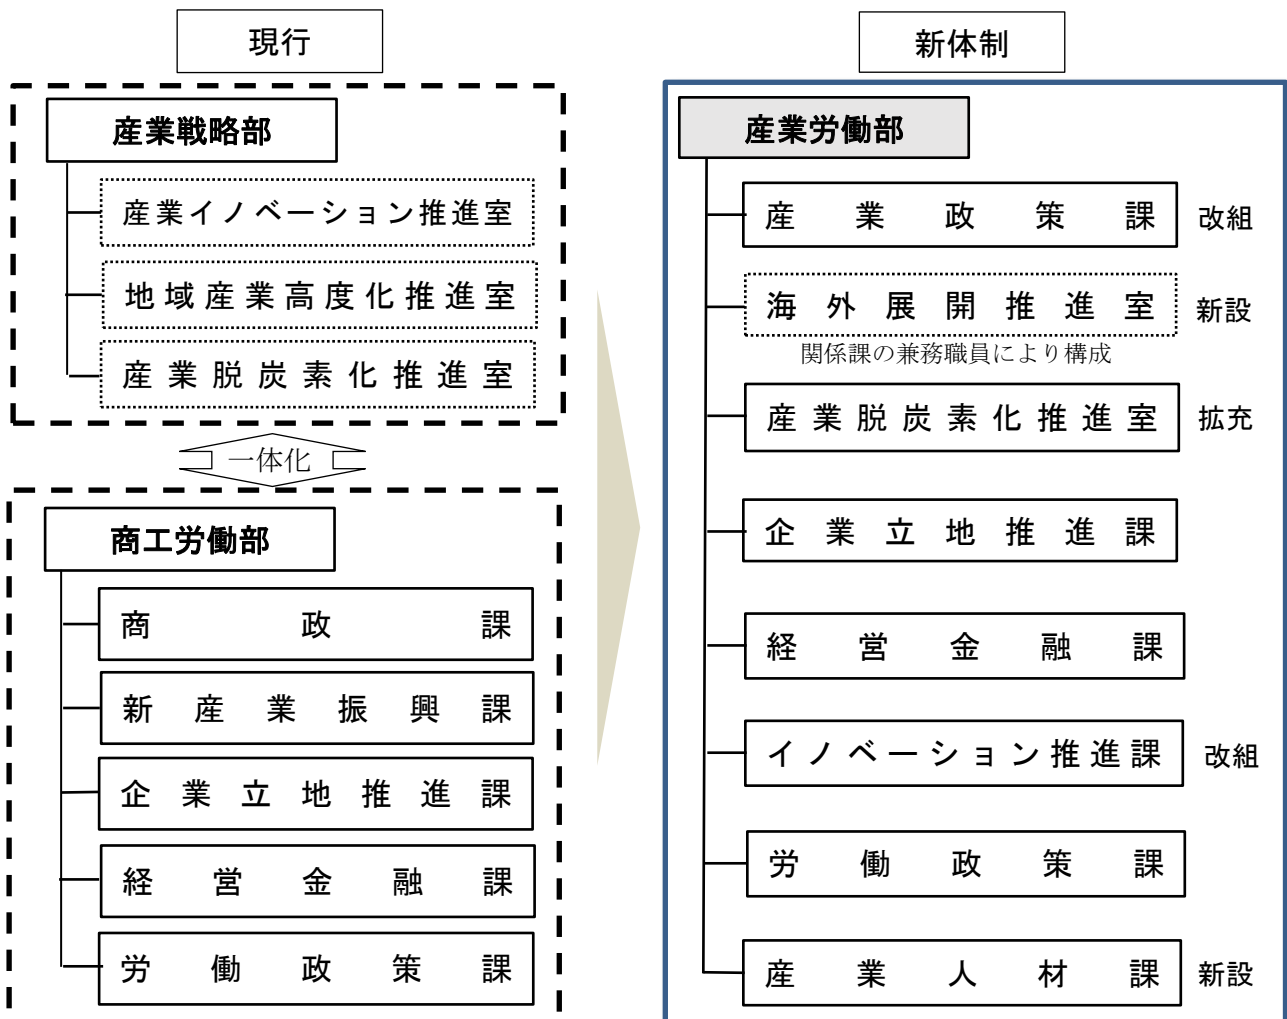 現行
産業戦略部
産業イノベーション推進室
地域産業高度化推進室
産業脱炭素化推進室
一体化
商工労働部
商政課
新産業振興課
企業立地推進課
経営金融課
労働政策課
新体制
産業労働部
産業政策課 改組
海外展開推進室 新設
関係課の兼務職員により構成
産業脱炭素化推進室 拡充
企業立地推進課
経営金融課
イノベーション推進課 改組
労働政策課
産業人材課 新設